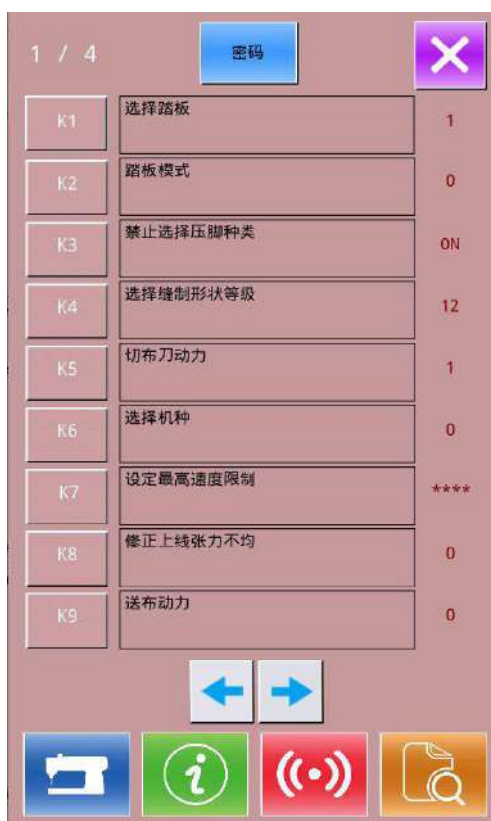 1 / 4
密码
K1 选择踏板 1
K2 踏板模式 0
K3 禁止选择压脚种类 ON
K4 选择缝制形状等级 12
K5 切布刀动力 1
K6 选择机种 0
K7 设定最高速度限制 ****
K8 修正上线张力不均 0
K9 送布动力 0